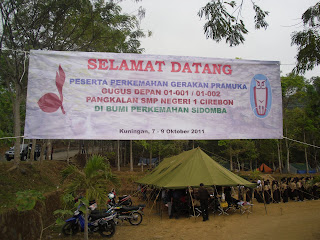 SELAMAT DATANG
PESERTA PERKEMAHAN GERAKAN PRAMUKA
GUGUS DEPAN 01-001 / 01-002
PANGKALAN SMP NEGERI 1 CIREBON
DI BUMI PERKEMAHAN SIDOMBA
Kuningan, 7 - 9 Oktober 2011